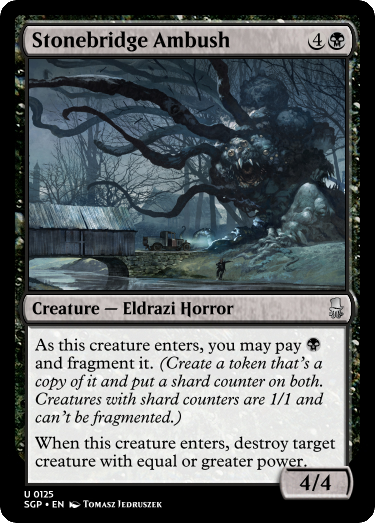 Stonebridge Ambush 4
Creature — Eldrazi Horror
As this creature enters, you may pay
and fragment it. (Create a token that's a
copy of it and put a shard counter on both.
Creatures with shard counters are 1/1 and
can't be fragmented.)
When this creature enters, destroy target
creature with equal or greater power.
4/4
U 0125
SGP • EN Tomasz Jedruszek